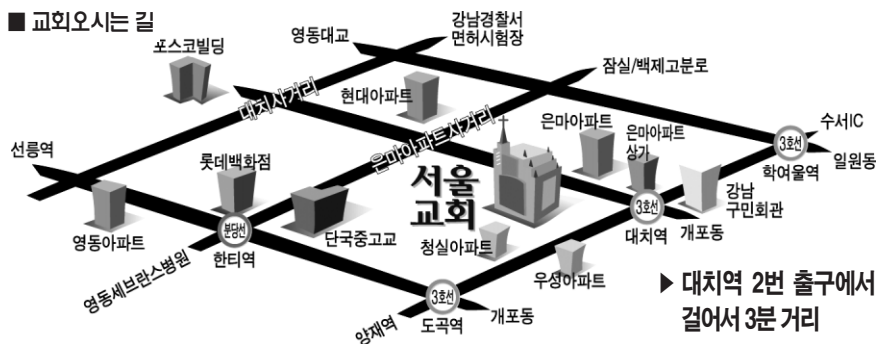 ■ 교회오시는 길
포스코빌딩
영동대교
강남경찰서
면허시험장
잠실/백제고분로
대치사거리
현대아파트
은마아파트사거리
은마아파트
은마아파트
상가
수서IC
3호선
학여울역
일원동
선릉역
롯데백화점
서울
교회
강남
구민회관
영동아파트
분당선
한티역
단국중고교
청실아파트
3호선
대치역
개포동
영동세브란스병원
우성아파트
3호선
도곡역
개포동
양재역
▶ 대치역 2번 출구에서
걸어서 3분 거리